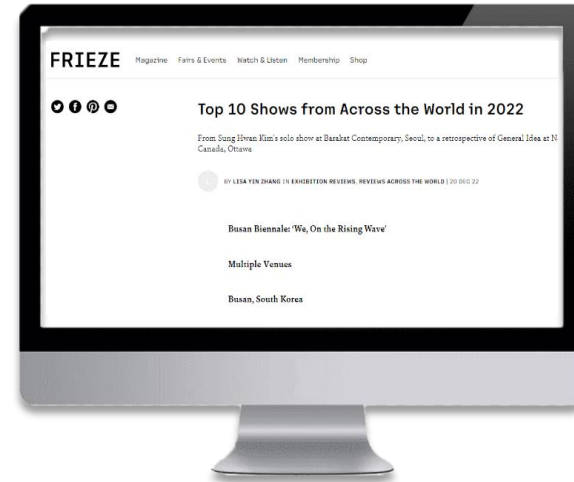 FRIEZE
Magazine Fairs & Events Watch & Listen Membership Shop
Top 10 Shows from Across the World in 2022
From Sung Hwan Kim's solo show at Barakat Contemporary, Seoul, to a retrospective of General Idea at N
Canada, Ottawa
BY LISA YIN ZHANG IN EXHIBITION REVIEWS, REVIEWS ACROSS THE WORLD | 20 DEC 22
Busan Biennale: 'We, On the Rising Wave'
Multiple Venues
Busan, South Korea